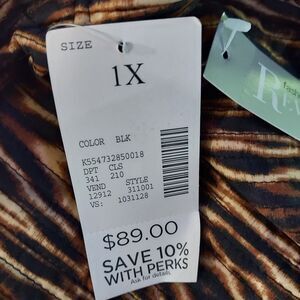 SIZE
1X
COLOR BLK
K554732850018
DPT CLS
341 210
VEND STYLE
12912 311001
VS: 1031128
$89.00
SAVE 10%
WITH PERKS
Ask for details